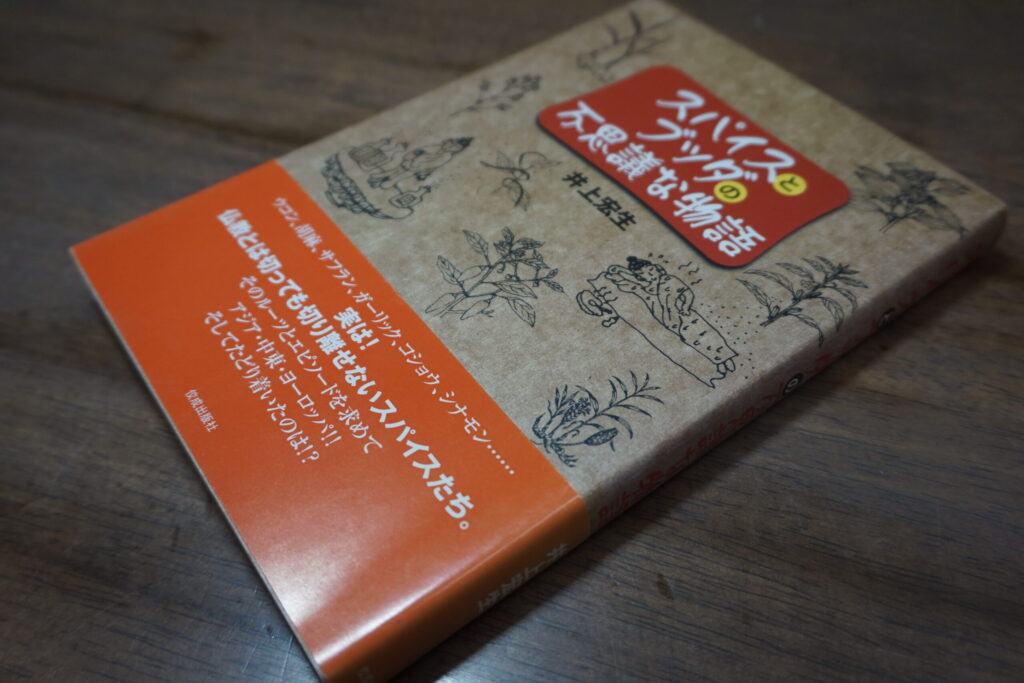 スパイスと
ブッダの
不思議な物語
井上宏生
ウコン、胡麻、サフラン、ガーリック、コショウ、シナモン……
実は!
仏教とは切っても切り離せないスパイスたち。
そのルーツとエピソードを求めて
アジア・中東・ヨーロッパ!!
そしてたどり着いたのは!?
佼成出版社
井上宏生